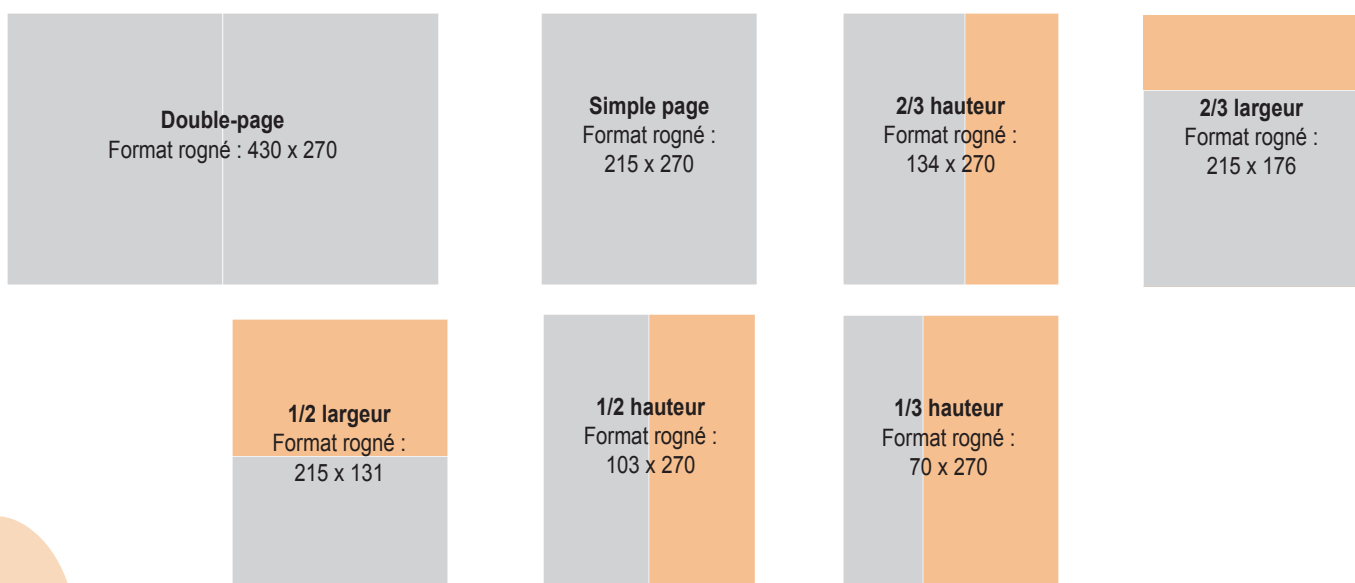 Double-page
Format rogné : 430 x 270
Simple page
Format rogné :
215 x 270
2/3 hauteur
Format rogné :
134 x 270
2/3 largeur
Format rogné :
215 x 176
1/2 largeur
Format rogné :
215 x 131
1/2 hauteur
Format rogné :
103 x 270
1/3 hauteur
Format rogné :
70 x 270